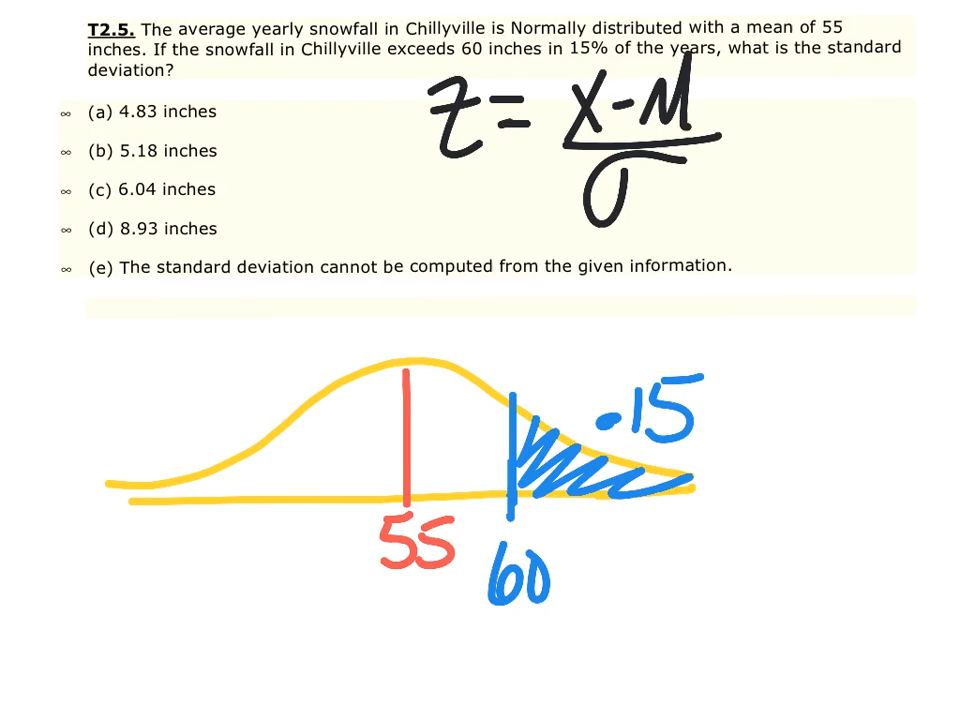 T2.5. The average yearly snowfall in Chillyville is Normally distributed with a mean of 55
inches. If the snowfall in Chillyville exceeds 60 inches in 15% of the years, what is the standard
deviation?
∞ (a) 4.83 inches
∞ (b) 5.18 inches
∞ (c) 6.04 inches
∞ (d) 8.93 inches
∞ (e) The standard deviation cannot be computed from the given information.
z = x - M
σ
.15
55
60